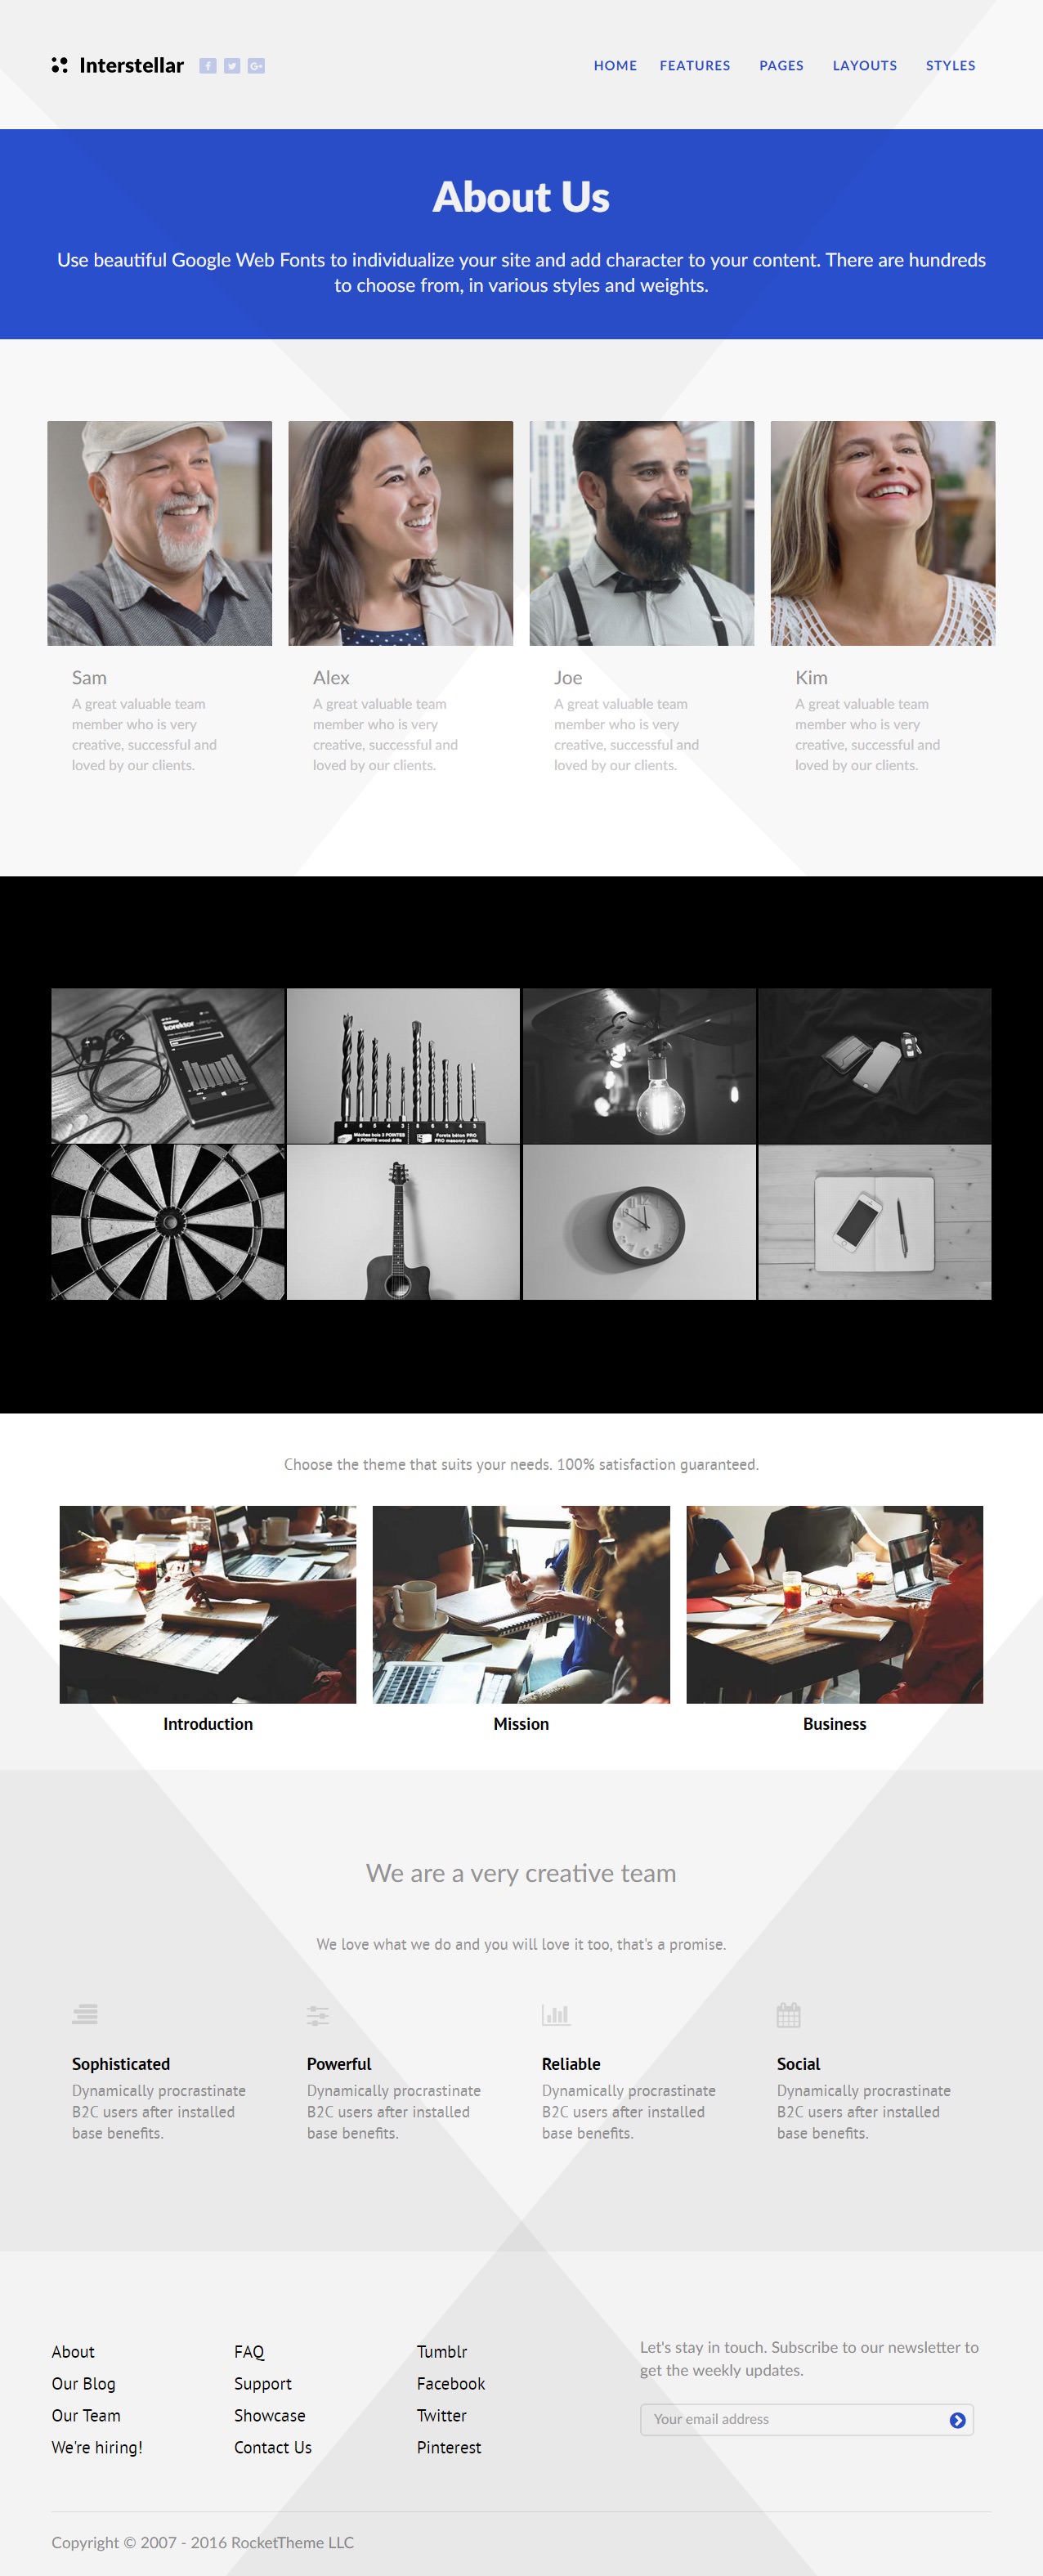 Interstellar
HOME FEATURES PAGES LAYOUTS STYLES
About Us
Use beautiful Google Web Fonts to individualize your site and add character to your content. There are hundreds
to choose from, in various styles and weights.
Sam
A great valuable team
member who is very
creative, successful and
loved by our clients.
Alex
A great valuable team
member who is very
creative, successful and
loved by our clients.
Joe
A great valuable team
member who is very
creative, successful and
loved by our clients.
Kim
A great valuable team
member who is very
creative, successful and
loved by our clients.
korektor
Choose the theme that suits your needs. 100% satisfaction guaranteed.
Introduction
Mission
Business
We are a very creative team
We love what we do and you will love it too, that's a promise.
Sophisticated
Dynamically procrastinate
B2C users after installed
base benefits.
Powerful
Dynamically procrastinate
B2C users after installed
base benefits.
Reliable
Dynamically procrastinate
B2C users after installed
base benefits.
Social
Dynamically procrastinate
B2C users after installed
base benefits.
About
Our Blog
Our Team
We're hiring!
FAQ
Support
Showcase
Contact Us
Tumblr
Facebook
Twitter
Pinterest
Let's stay in touch. Subscribe to our newsletter to
get the weekly updates.
Your email address
Copyright © 2007 - 2016 RocketTheme LLC